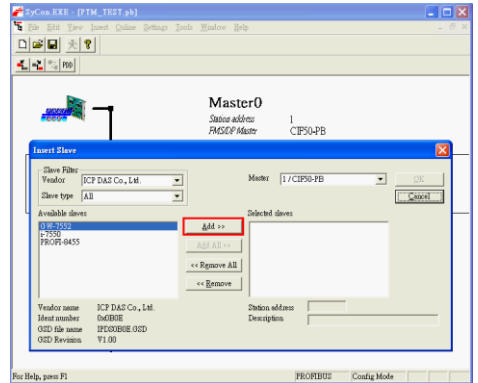 SyCon.EXE - [PTM_TEST.pb]
File Edit View Insert Online Settings Tools Window Help
Master0
Station address 1
FMS/DP Master CIF50-PB
Insert Slave
Slave Filter
Vendor ICP DAS Co., Ltd.
Slave type All
Master 1 / CIF50-PB
OK
Cancel
Available slaves
Selected slaves
GW-7552
I-7550
PROFI-8455
Add >>
Add All >>
<< Remove All
<< Remove
Vendor name ICP DAS Co., Ltd.
Ident number 0x0B0E
GSD file name IPDS0B0E.GSD
GSD Revision V1.00
Station address
Description
For Help, press F1
PROFIBUS Config Mode